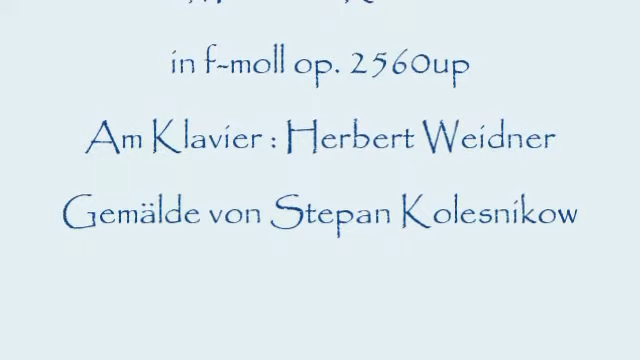 in f-moll op. 2560up
Am Klavier : Herbert Weidner
Gemälde von Stepan Kolesnikow